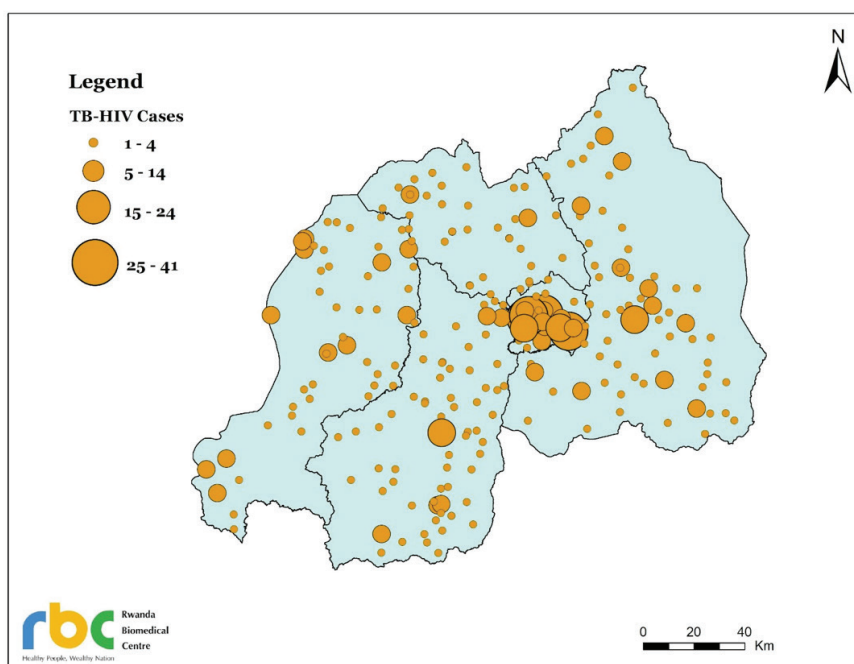 N
Legend
TB-HIV Cases
1 - 4
5 - 14
15 - 24
25 - 41
rbc
Rwanda
Biomedical
Centre
Healthy People, Wealthy Nation
0 20 40
Km